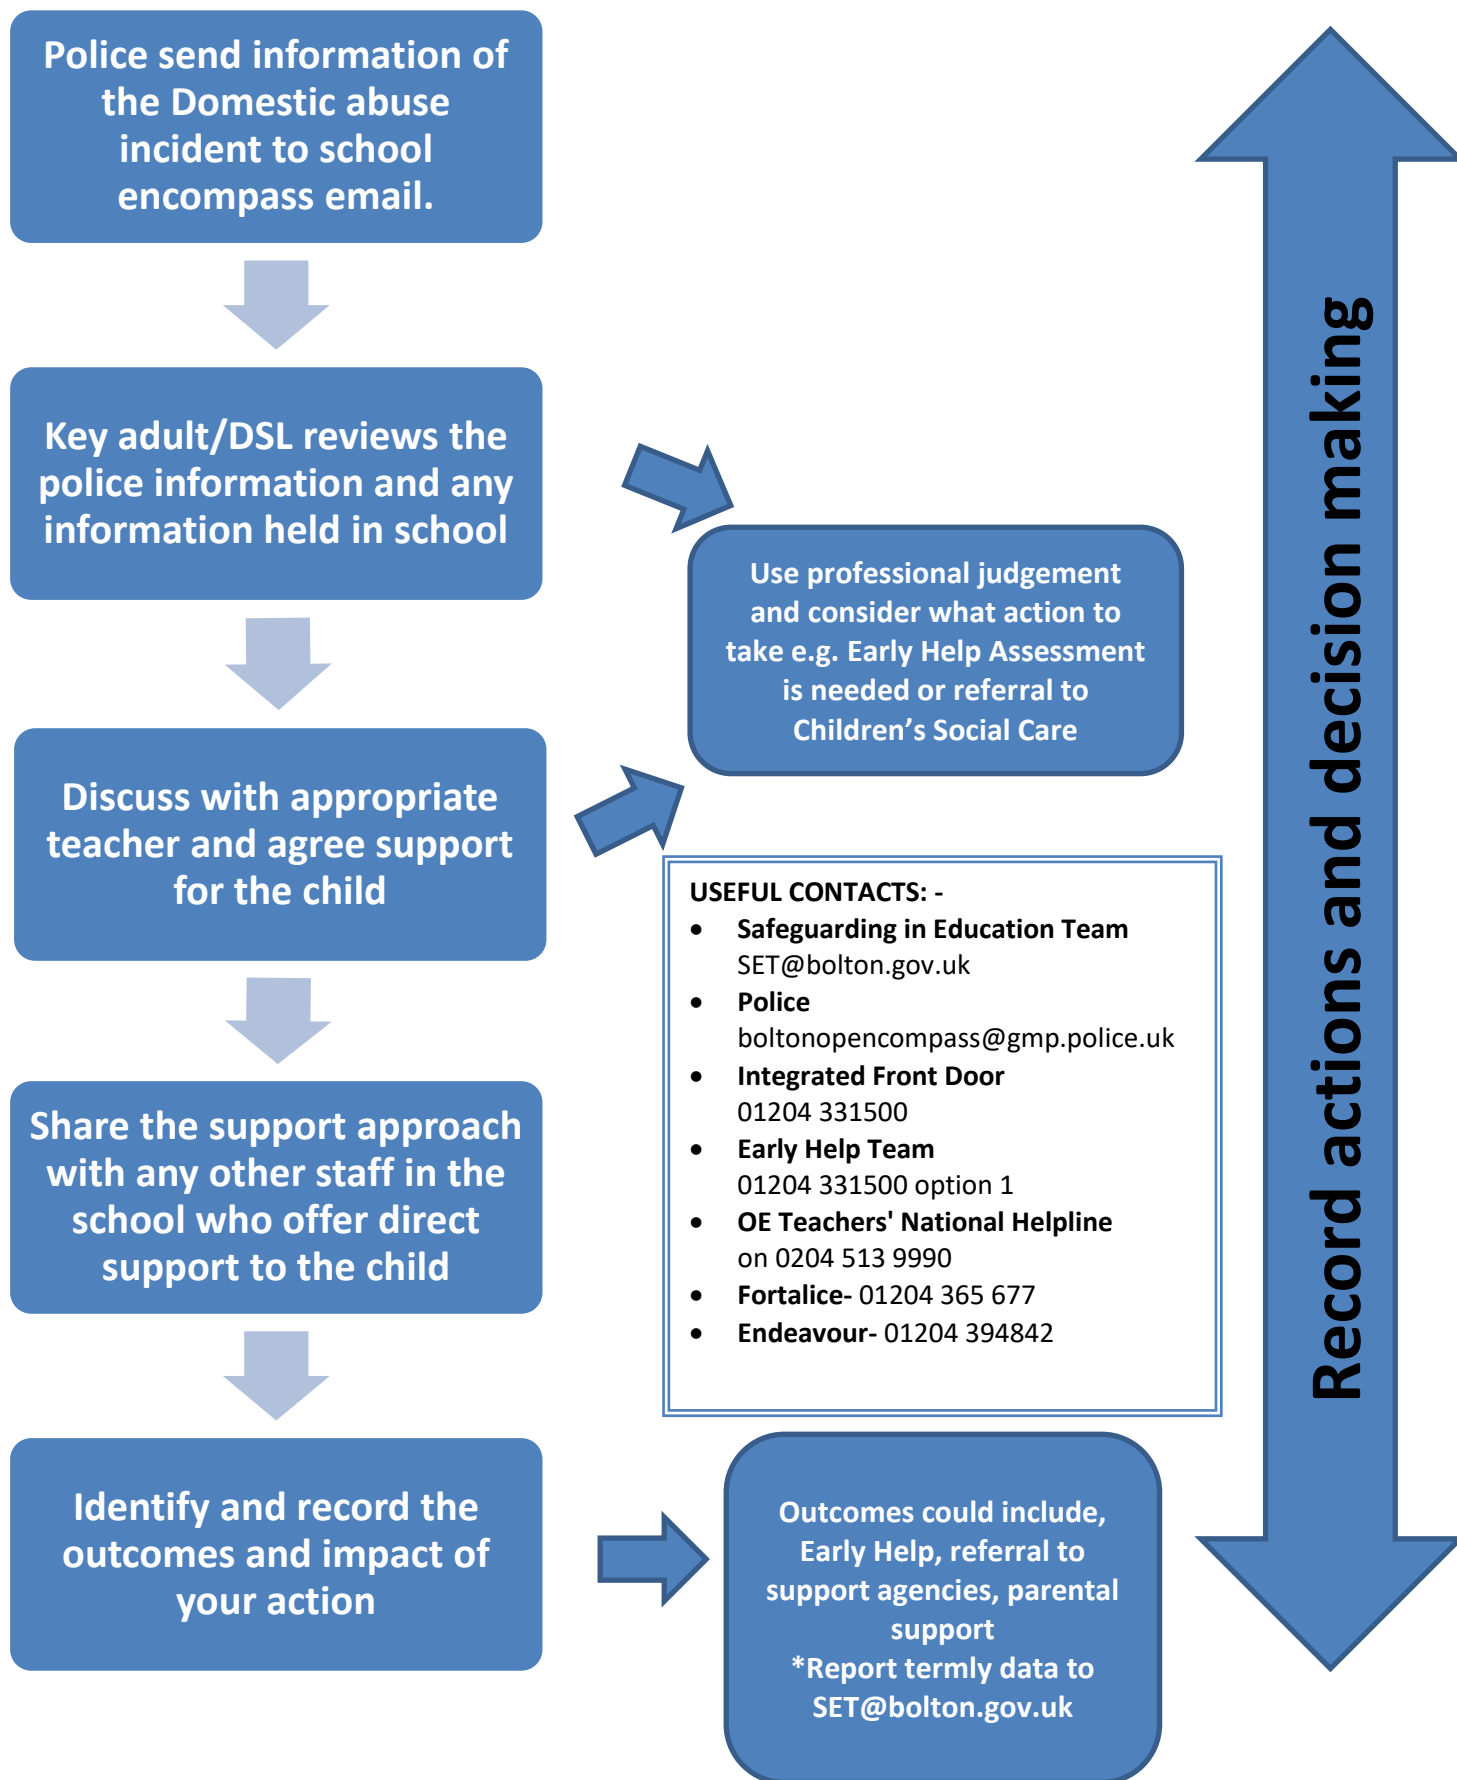 Police send information of
the Domestic abuse
incident to school
encompass email.
Key adult/DSL reviews the
police information and any
information held in school
Use professional judgement
and consider what action to
take e.g. Early Help Assessment
is needed or referral to
Children’s Social Care
Discuss with appropriate
teacher and agree support
for the child
Share the support approach
with any other staff in the
school who offer direct
support to the child
USEFUL CONTACTS: -
• Safeguarding in Education Team
SET@bolton.gov.uk
• Police
boltonopencompass@gmp.police.uk
• Integrated Front Door
01204 331500
• Early Help Team
01204 331500 option 1
• OE Teachers' National Helpline
on 0204 513 9990
• Fortalice- 01204 365 677
• Endeavour- 01204 394842
Identify and record the
outcomes and impact of
your action
Outcomes could include,
Early Help, referral to
support agencies, parental
support
*Report termly data to
SET@bolton.gov.uk
Record actions and decision making